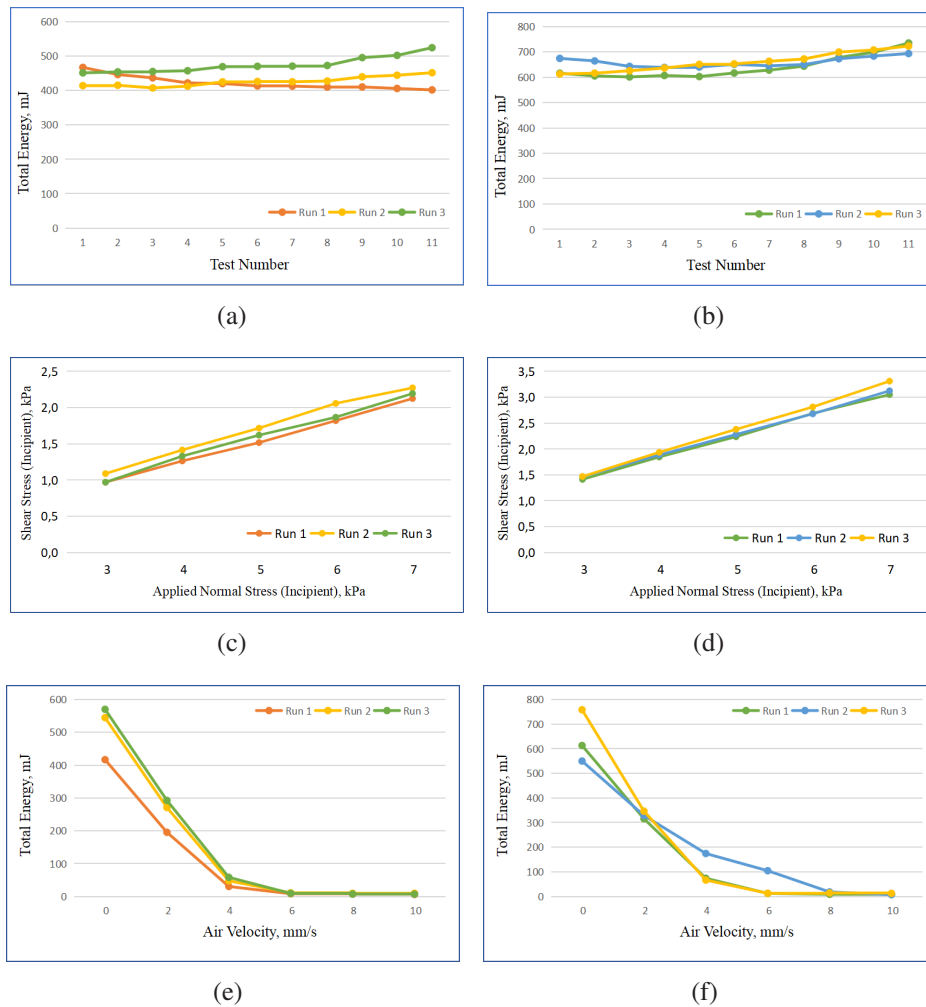 600
500
400
300
200
100
0
Total Energy, mJ
Run 1 Run 2 Run 3
1 2 3 4 5 6 7 8 9 10 11
Test Number
(a)
800
700
600
500
400
300
200
100
0
Total Energy, mJ
Run 1 Run 2 Run 3
1 2 3 4 5 6 7 8 9 10 11
Test Number
(b)
2,5
2,0
1,5
1,0
0,5
0,0
Shear Stress (Incipient), kPa
Run 1 Run 2 Run 3
3 4 5 6 7
Applied Normal Stress (Incipient), kPa
(c)
3,5
3,0
2,5
2,0
1,5
1,0
0,5
0,0
Shear Stress (Incipient), kPa
Run 1 Run 2 Run 3
3 4 5 6 7
Applied Normal Stress (Incipient), kPa
(d)
600
500
400
300
200
100
0
Total Energy, mJ
Run 1 Run 2 Run 3
0 2 4 6 8 10
Air Velocity, mm/s
(e)
800
700
600
500
400
300
200
100
0
Total Energy, mJ
Run 1 Run 2 Run 3
0 2 4 6 8 10
Air Velocity, mm/s
(f)